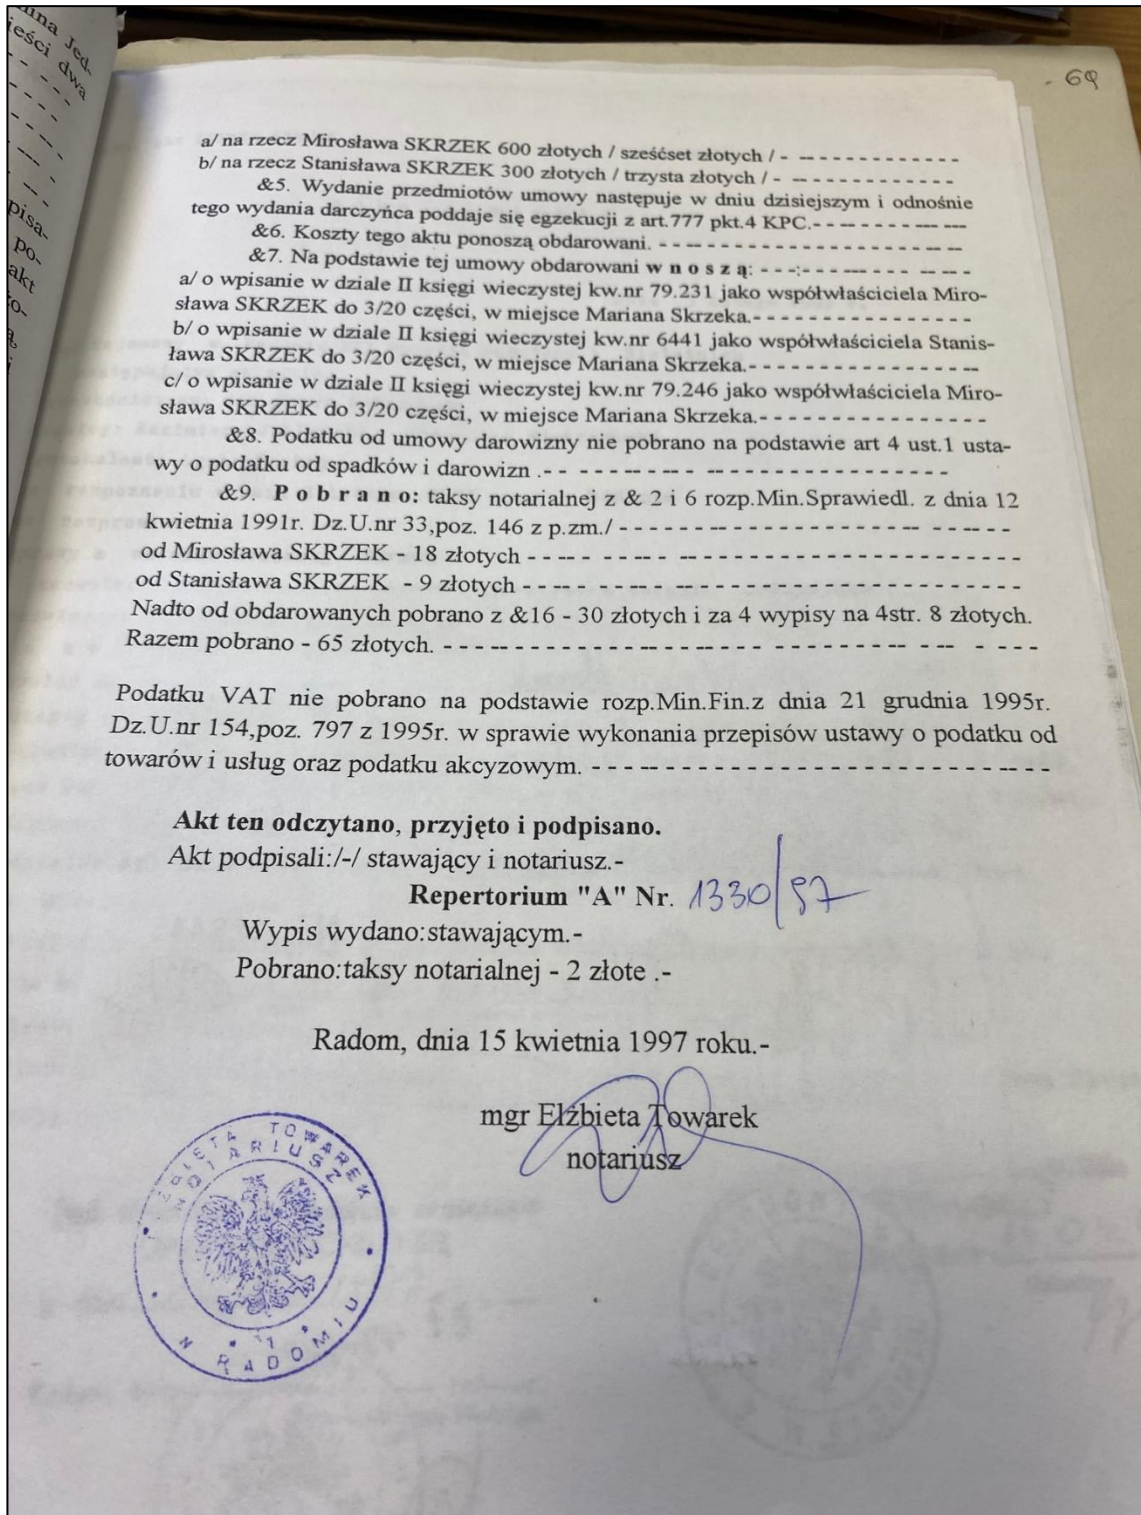 mina Jed-
ieści dwa
pisa-
po-
akt
- 69
a/ na rzecz Mirosława SKRZEK 600 złotych / sześćset złotych / - -- - - - - - - - - - - -
b/ na rzecz Stanisława SKRZEK 300 złotych / trzysta złotych / - -- - - - - - - - - - - -
&5. Wydanie przedmiotów umowy następuje w dniu dzisiejszym i odnośnie
tego wydania darczyńca poddaje się egzekucji z art.777 pkt.4 KPC.- - -- - - - - -- --- ---
&6. Koszty tego aktu ponoszą obdarowani. - - - - -- - - - - - - - - - - - - - - - - -
&7. Na podstawie tej umowy obdarowani w n o s z ą: - - -;- - --- -- - - --- -- --- --
a/ o wpisanie w dziale II księgi wieczystej kw.nr 79.231 jako współwłaściciela Miro-
sława SKRZEK do 3/20 części, w miejsce Mariana Skrzeka.- - - - - - - - - - - - - - - -
b/ o wpisanie w dziale II księgi wieczystej kw.nr 6441 jako współwłaściciela Stanis-
ława SKRZEK do 3/20 części, w miejsce Mariana Skrzeka.- - - - - - - - - - - - - - - - -
c/ o wpisanie w dziale II księgi wieczystej kw.nr 79.246 jako współwłaściciela Miro-
sława SKRZEK do 3/20 części, w miejsce Mariana Skrzeka.- - - - - - - - - - - - - - - -
&8. Podatku od umowy darowizny nie pobrano na podstawie art 4 ust.1 usta-
wy o podatku od spadków i darowizn .- - - - - -- -- -- - -- - - - - - - - - - - - - - -
&9. P o b r a n o: taksy notarialnej z & 2 i 6 rozp.Min.Sprawiedl. z dnia 12
kwietnia 1991r. Dz.U.nr 33,poz. 146 z p.zm./ - - - - - -- -- - - - - - - - - -- --- - -- -- - -
od Mirosława SKRZEK - 18 złotych - - --- - - -- -- - -- - - - - - - - - - - - - - - - - - -
od Stanisława SKRZEK - 9 złotych - - - -- - - -- -- - -- -- - - - - - - - - - - - - - - - - -
Nadto od obdarowanych pobrano z &16 - 30 złotych i za 4 wypisy na 4str. 8 złotych.
Razem pobrano - 65 złotych. - - - -- - - - - - - - - - -- -- -- - -- - - - - - - - - -- --- - - - -
Podatku VAT nie pobrano na podstawie rozp.Min.Fin.z dnia 21 grudnia 1995r.
Dz.U.nr 154,poz. 797 z 1995r. w sprawie wykonania przepisów ustawy o podatku od
towarów i usług oraz podatku akcyzowym. - - - -- -- - - - - - - - - - - - - - - - - - - - -- - -
Akt ten odczytano, przyjęto i podpisano.
Akt podpisali:/-/ stawający i notariusz.-
Repertorium "A" Nr. 1330/97
Wypis wydano:stawającym.-
Pobrano:taksy notarialnej - 2 złote .-
Radom, dnia 15 kwietnia 1997 roku.-
mgr Elżbieta Towarek
notariusz
ELŻBIETA TOWAREK
NOTARIUSZ
W RADOMIU